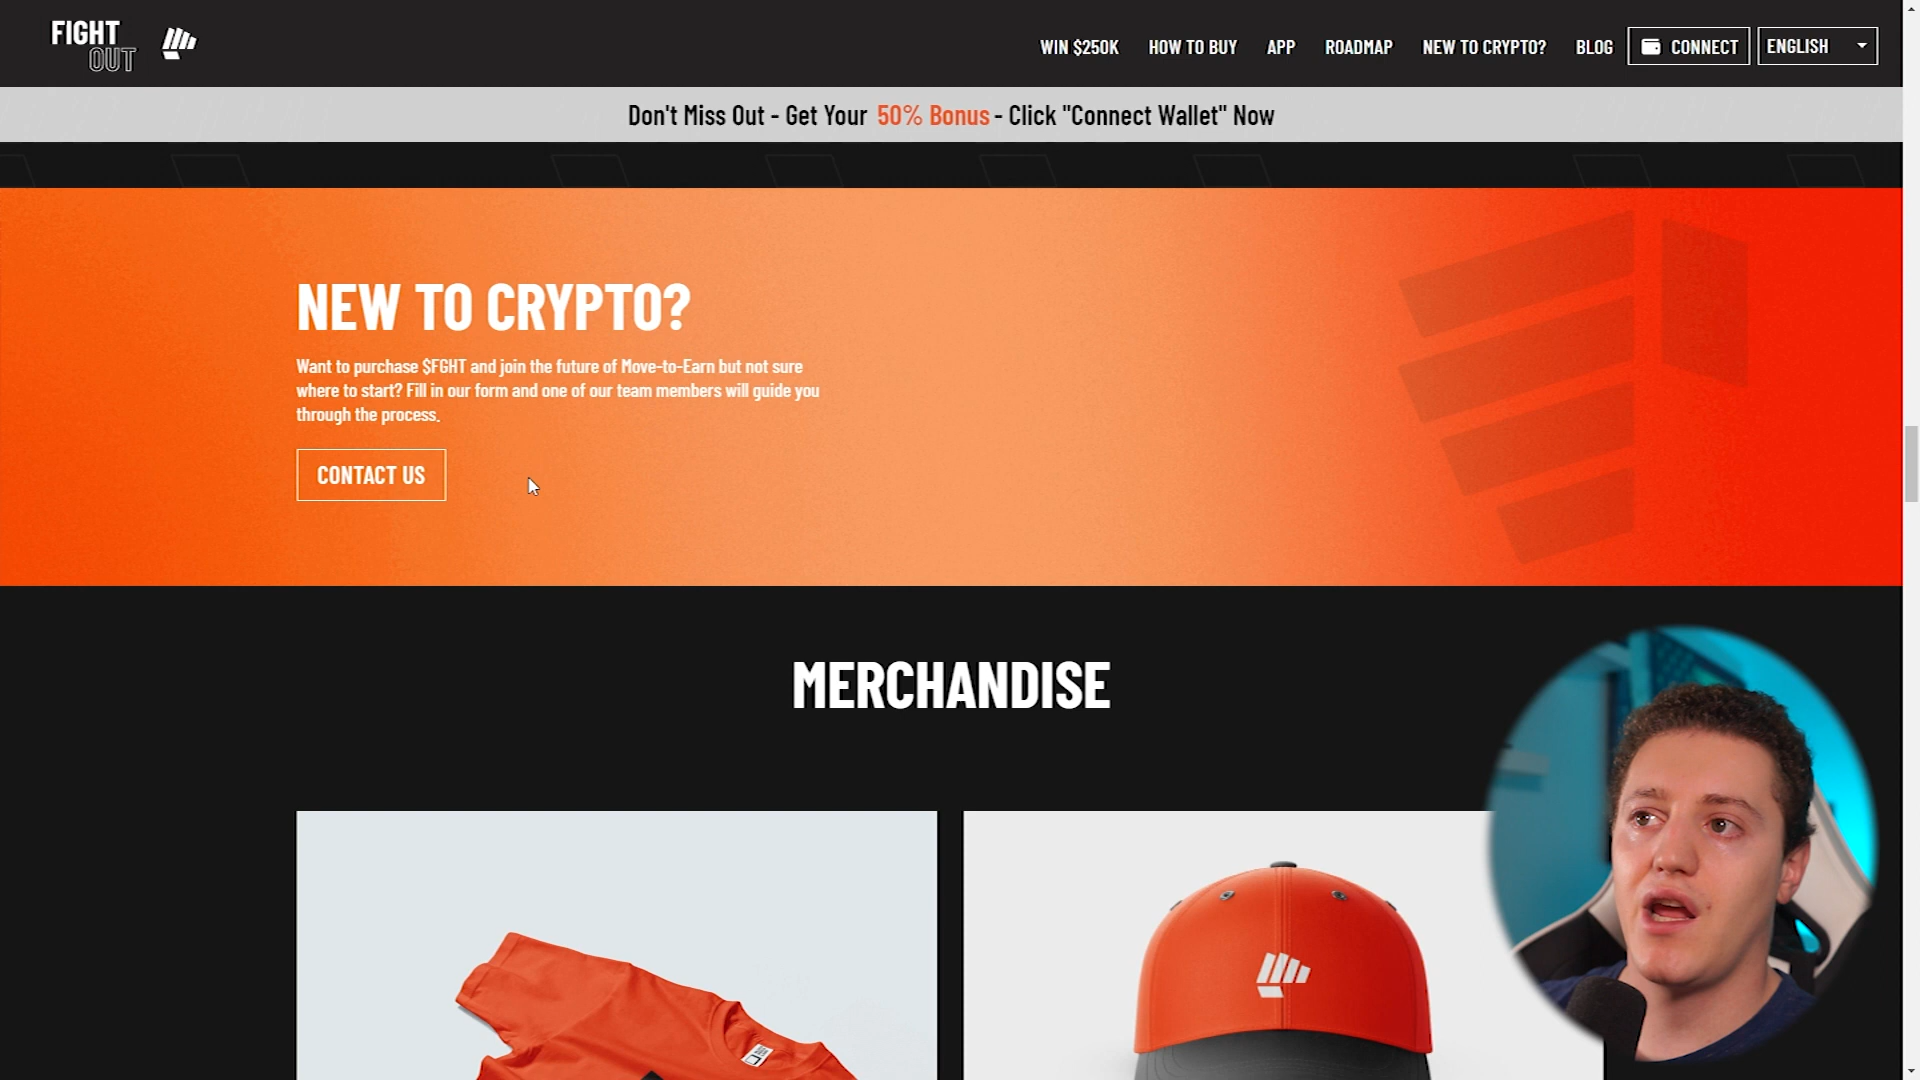 FIGHT
OUT
WIN $250K
HOW TO BUY
APP
ROADMAP
NEW TO CRYPTO?
BLOG
CONNECT
ENGLISH
Don't Miss Out - Get Your 50% Bonus - Click "Connect Wallet" Now
NEW TO CRYPTO?
Want to purchase $FGHT and join the future of Move-to-Earn but not sure
where to start? Fill in our form and one of our team members will guide you
through the process.
CONTACT US
MERCHANDISE